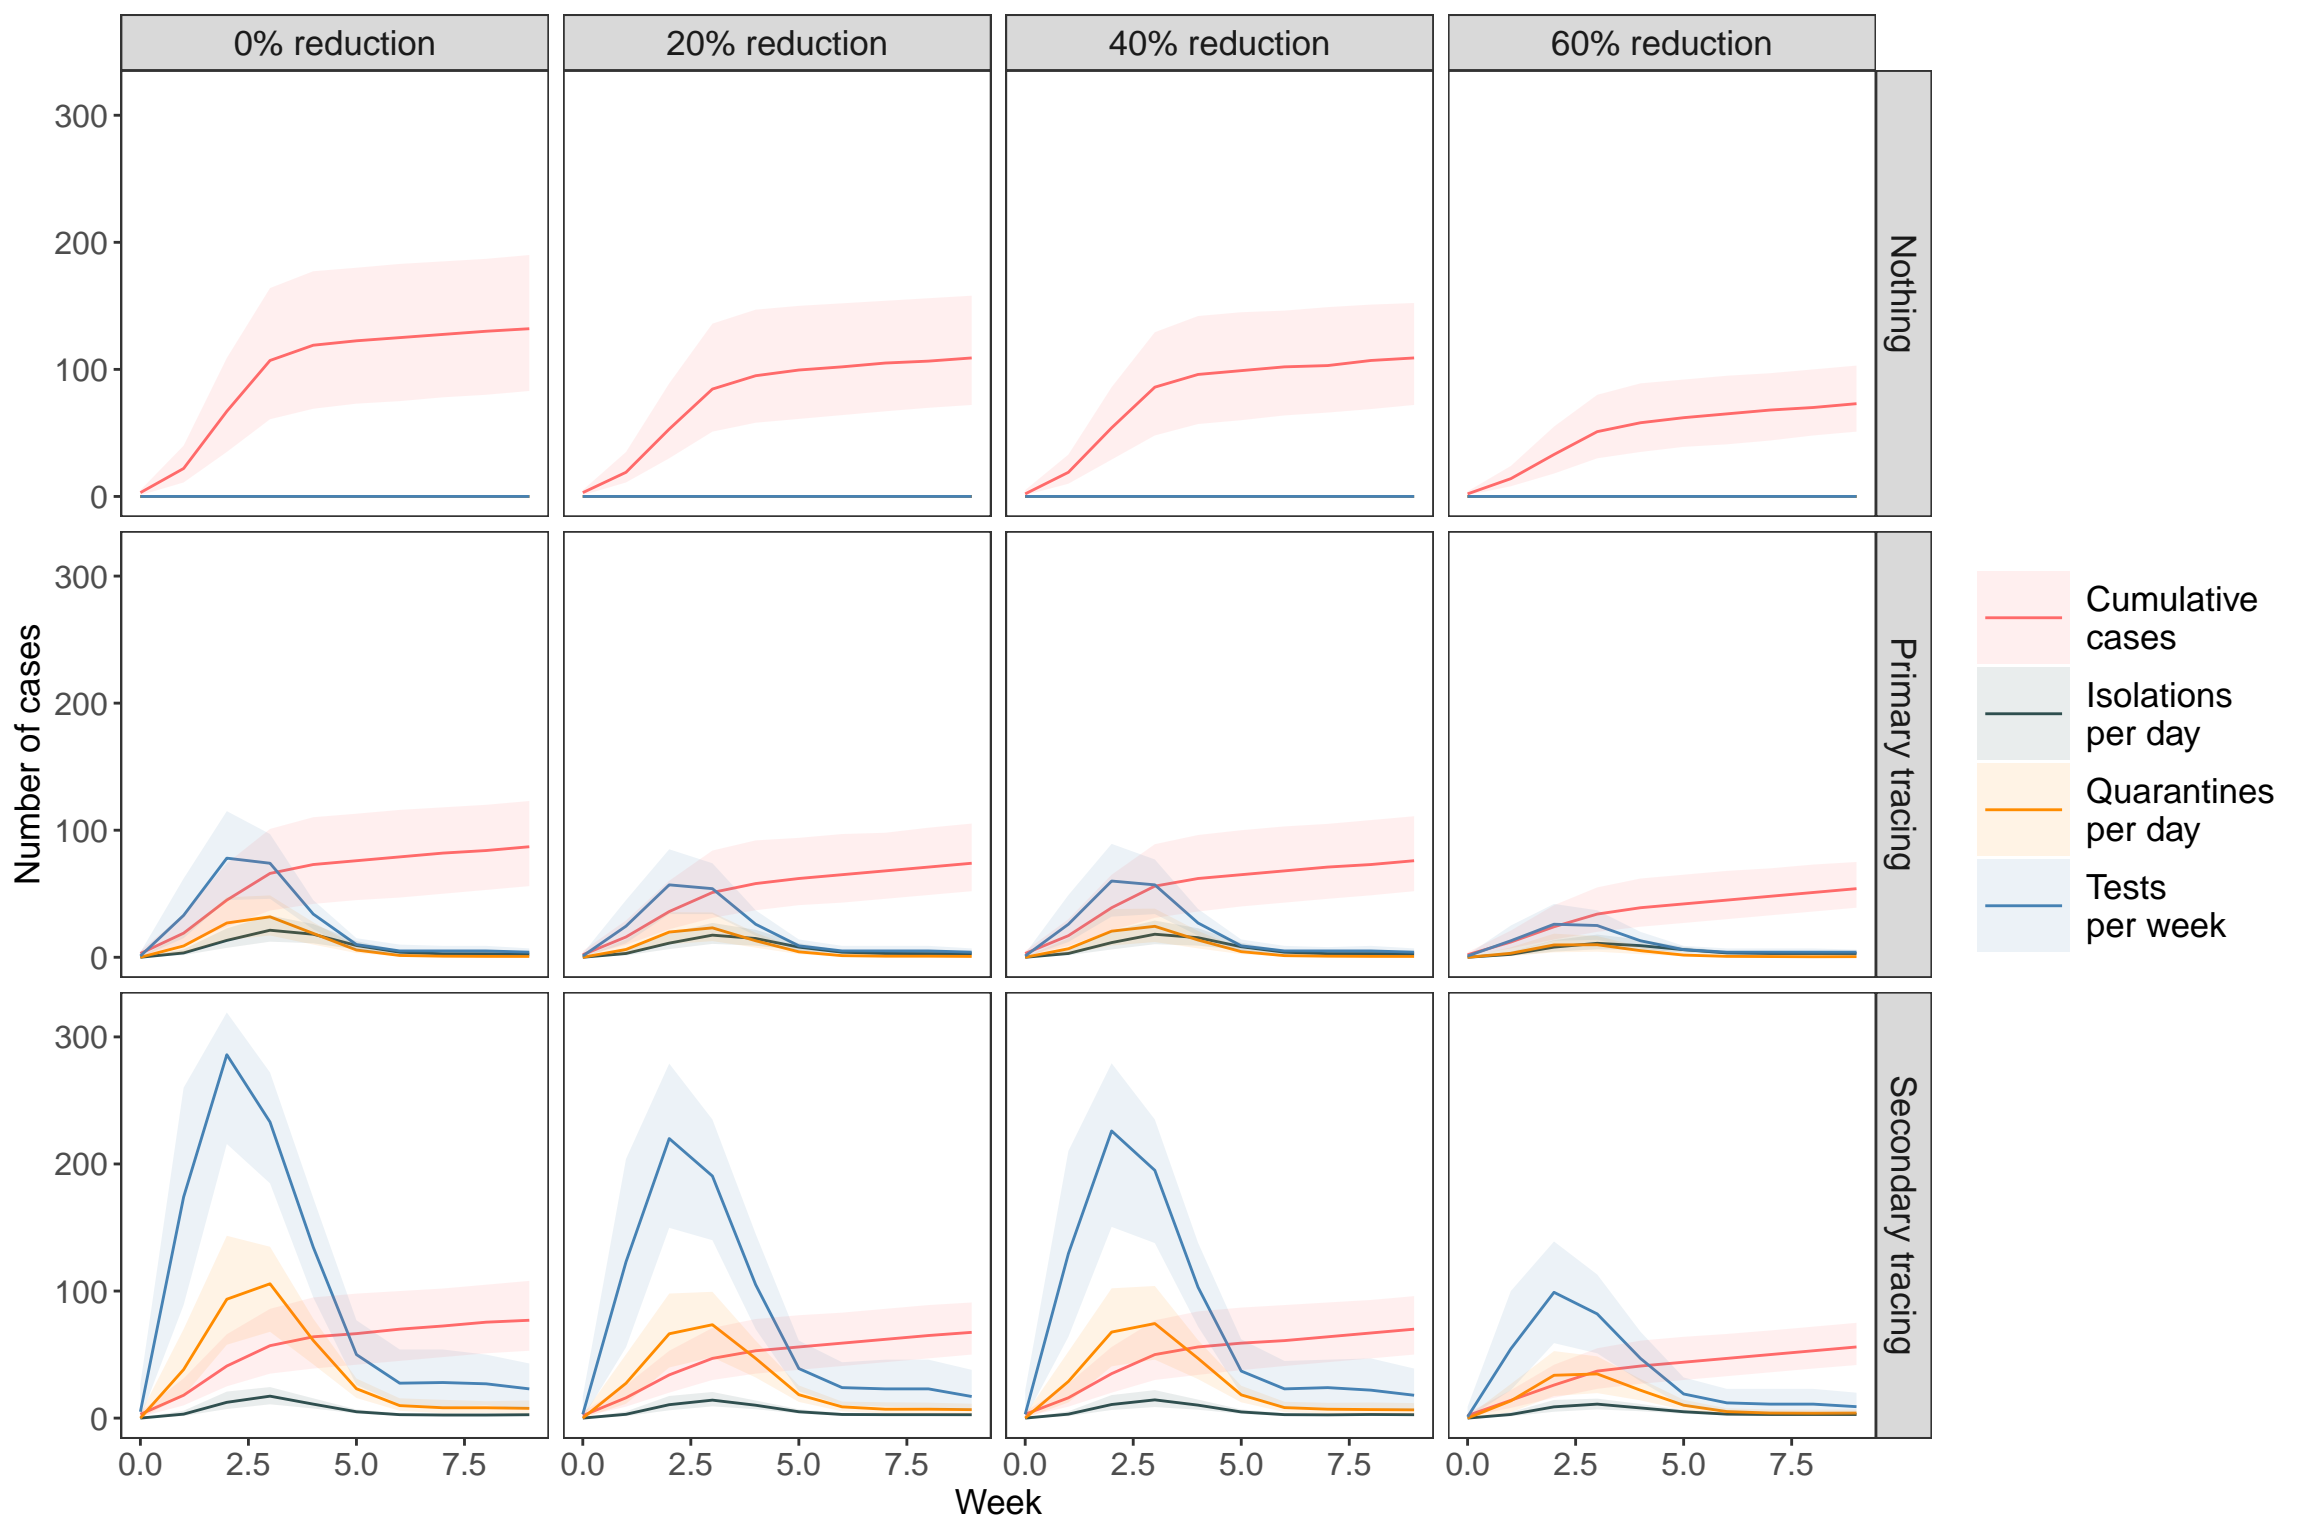 0% reduction
20% reduction
40% reduction
60% reduction
300
200
100
0
Nothing
300
200
100
0
Primary tracing
300
200
100
0
Secondary tracing
0.0
2.5
5.0
7.5
0.0
2.5
5.0
7.5
0.0
2.5
5.0
7.5
0.0
2.5
5.0
7.5
Week
Number of cases
Cumulative
cases
Isolations
per day
Quarantines
per day
Tests
per week